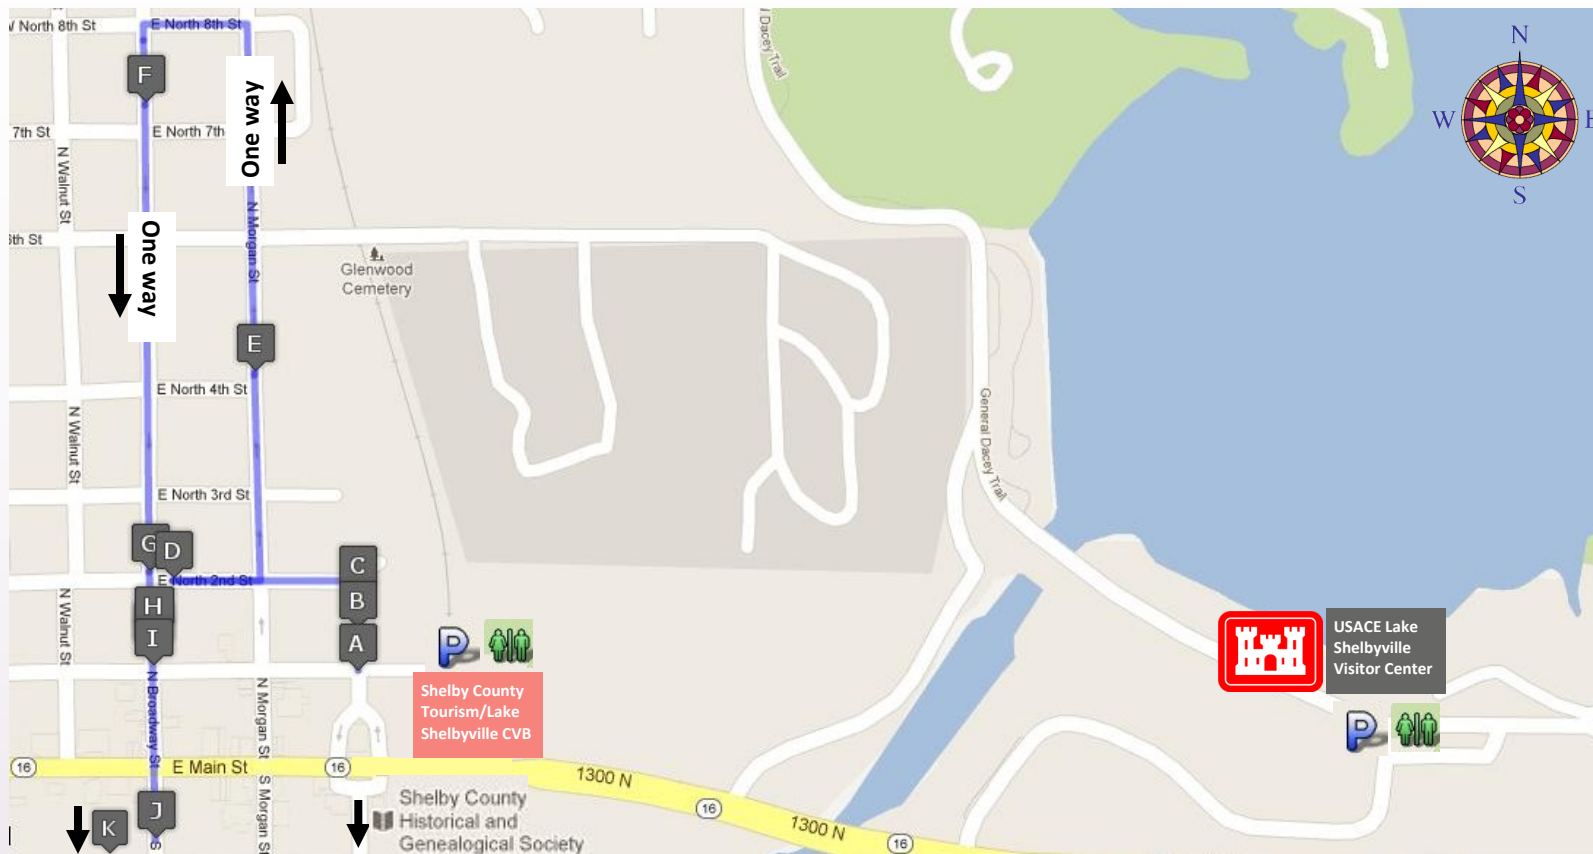 W North 8th St
E North 8th St
l Dacey Trail
N
F
One way
W
E
7th St
E North 7th
S
N Walnut St
N Morgan St
One way
6th St
Glenwood
Cemetery
E
E North 4th St
N Walnut St
General Dacey Trail
E North 3rd St
G
D
C
E North 2nd St
B
H
N Walnut St
I
A
P
USACE Lake
Shelbyville
Visitor Center
Shelby County
Tourism/Lake
Shelbyville CVB
N Broadway St
N Morgan St
P
16
E Main St
16
1300 N
16
1300 N
16
J
K
S Morgan St
S
Shelby County
Historical and
Genealogical Society